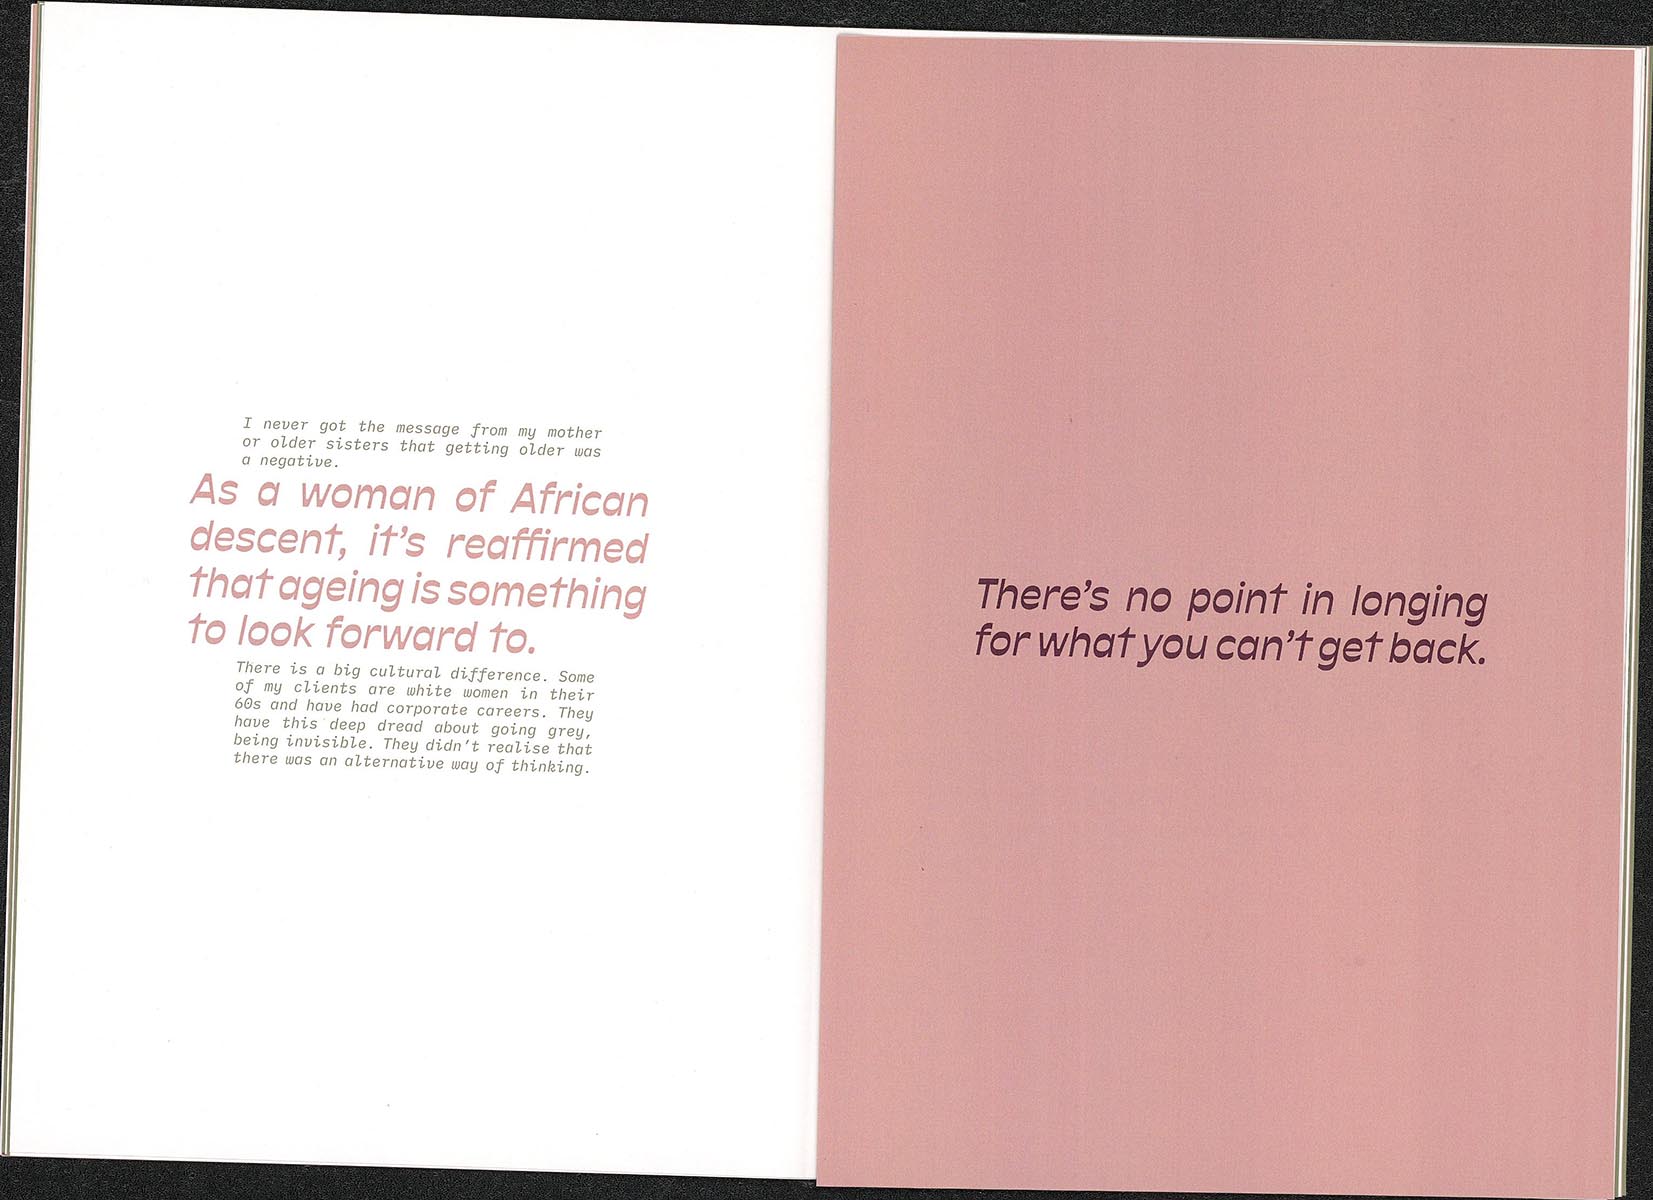 I never got the message from my mother
or older sisters that getting older was
a negative.
As a woman of African
descent, it's reaffirmed
that ageing is something
to look forward to.
There is a big cultural difference. Some
of my clients are white women in their
60s and have had corporate careers. They
have this deep dread about going grey,
being invisible. They didn't realise that
there was an alternative way of thinking.
There's no point in longing
for what you can't get back.